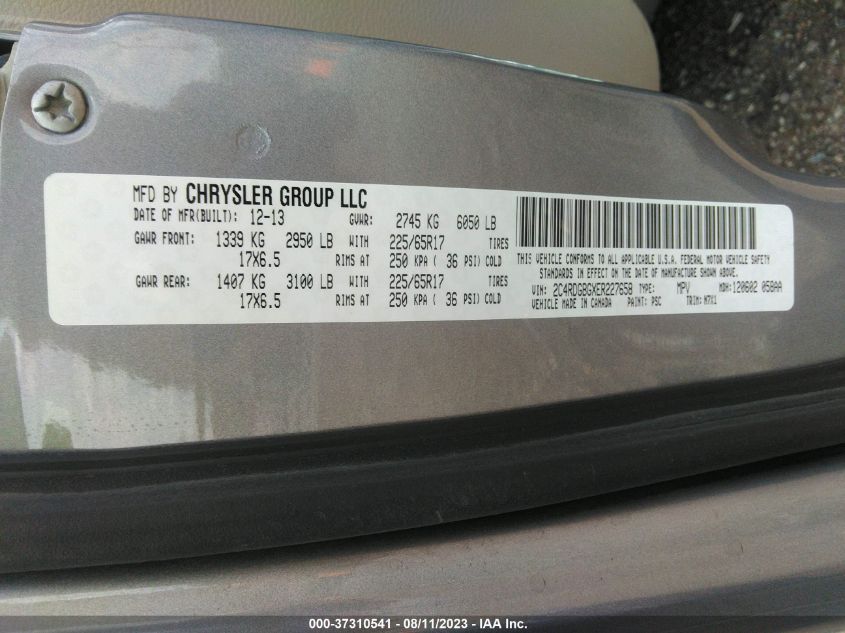 MFD BY CHRYSLER GROUP LLC
DATE OF MFR(BUILT): 12-13 GVWR: 2745 KG 6050 LB
GAWR FRONT: 1339 KG 2950 LB WITH 225/65R17 TIRES
17X6.5 RIMS AT 250 KPA ( 36 PSI) COLD
GAWR REAR: 1407 KG 3100 LB WITH 225/65R17 TIRES
17X6.5 RIMS AT 250 KPA ( 36 PSI) COLD
THIS VEHICLE CONFORMS TO ALL APPLICABLE U.S.A. FEDERAL MOTOR VEHICLE SAFETY
STANDARDS IN EFFECT ON THE DATE OF MANUFACTURE SHOWN ABOVE.
VIN: 2C4RDGBGXER227658 TYPE: MPV MDH: 120602 058AA
VEHICLE MADE IN CANADA PAINT: PSC TRIM: H7X1
000-37310541 - 08/11/2023 - IAA Inc.